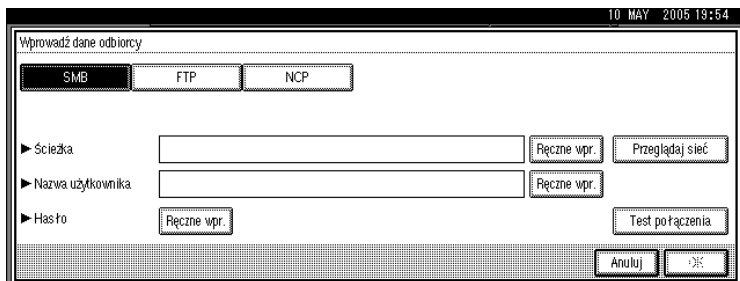 10 MAY 2005 19:54
Wprowadź dane odbiorcy
SMB FTP NCP
► Ścieżka Ręczne wpr. Przeglądaj sieć
► Nazwa użytkownika Ręczne wpr.
► Hasło Ręczne wpr. Test połączenia
Anuluj OK